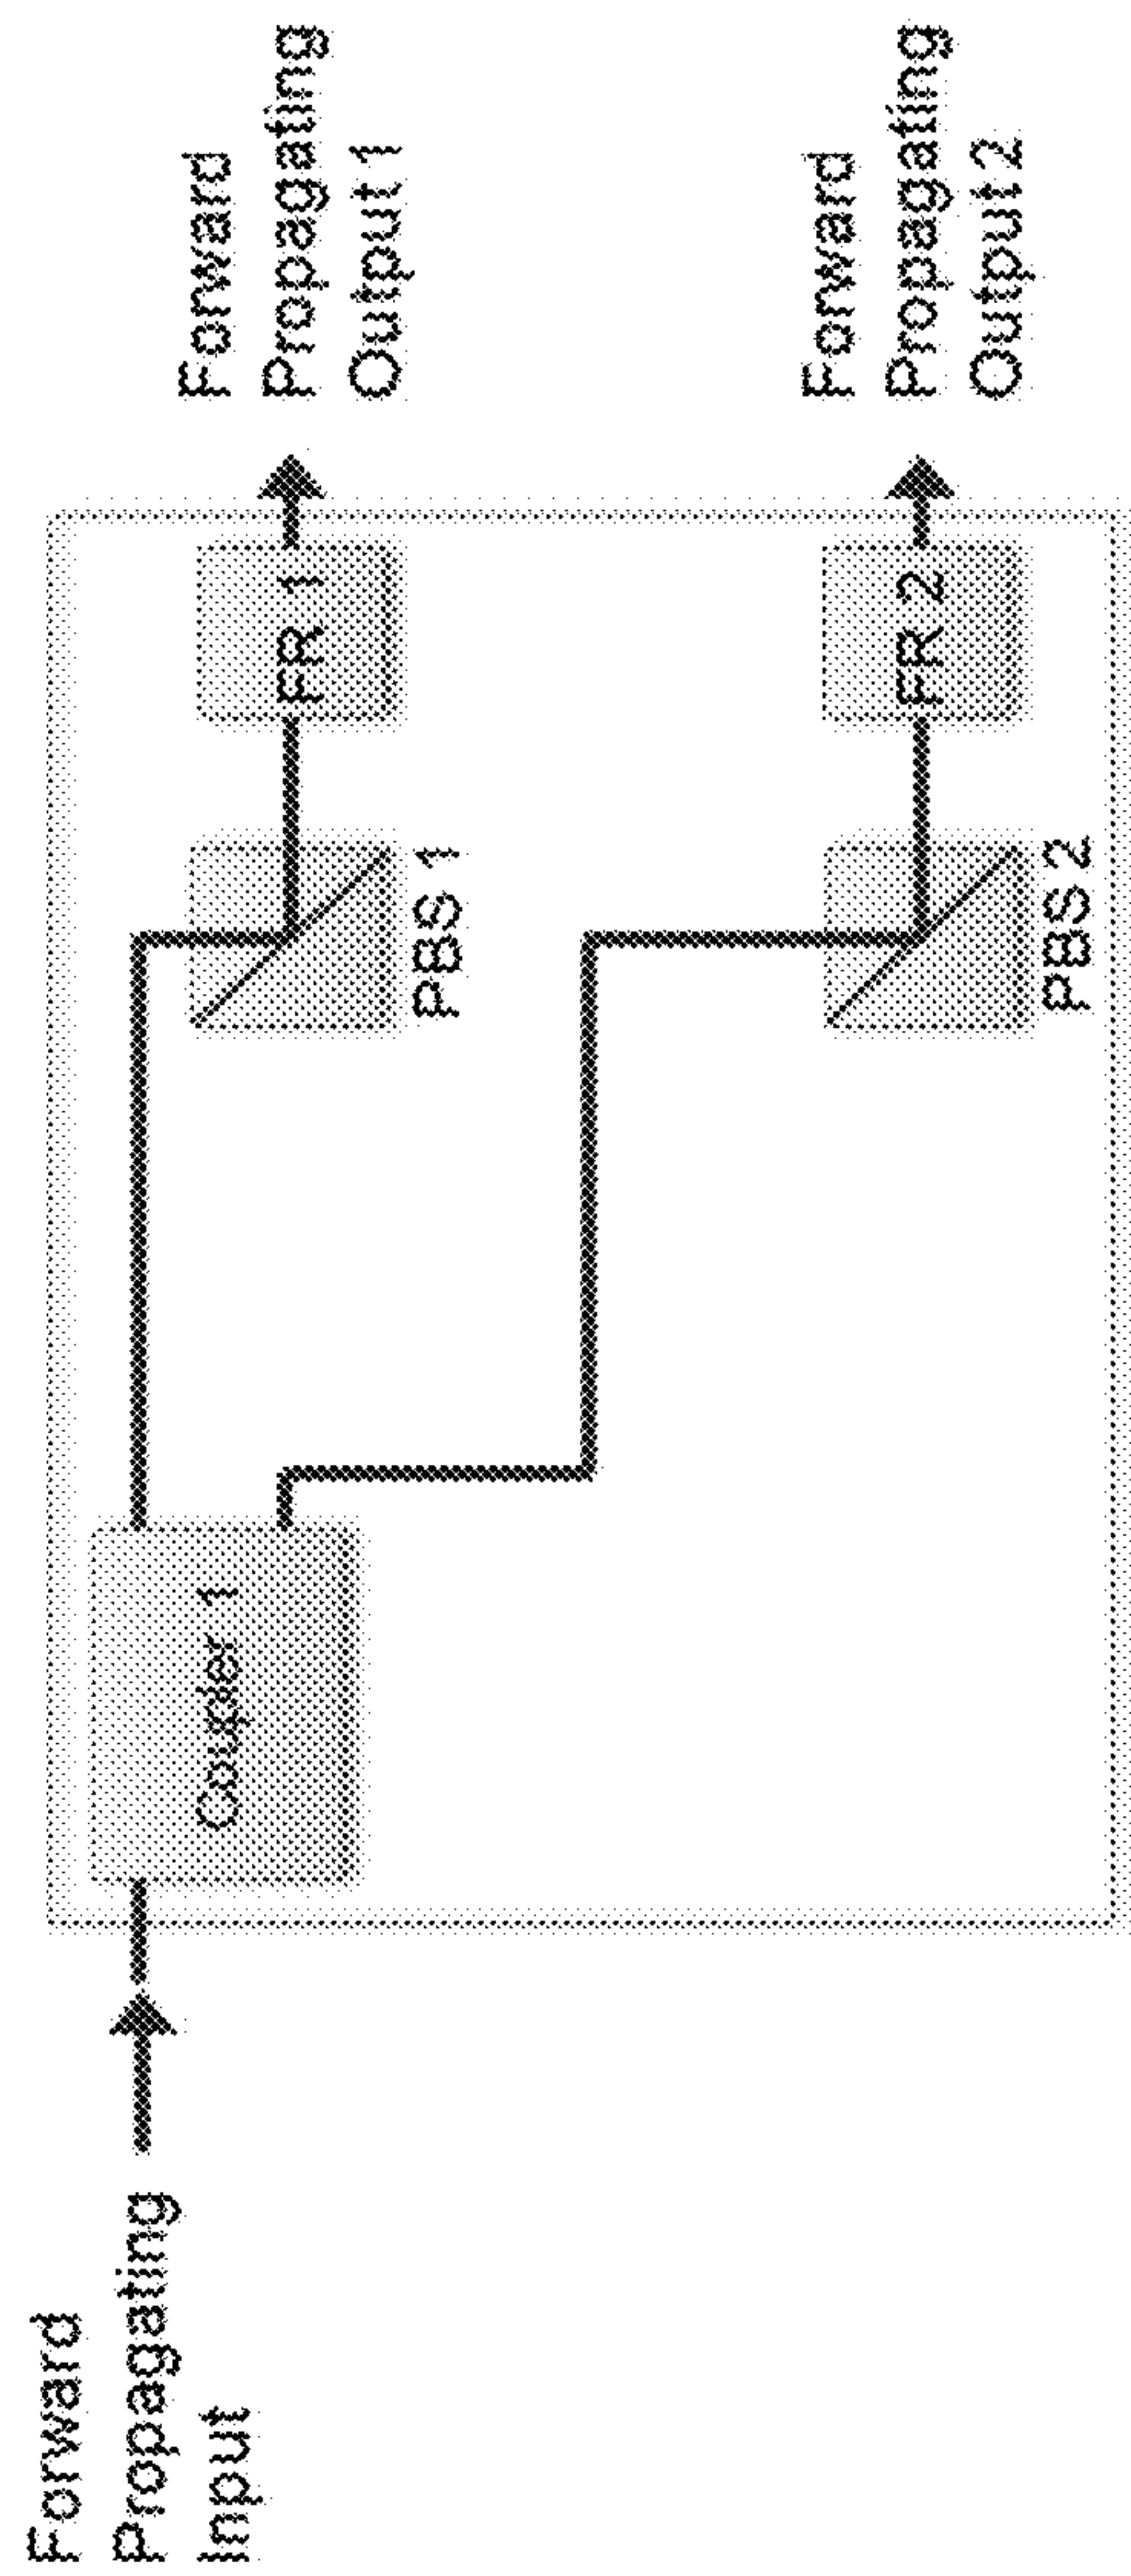 Forward
Propagating
Input
Coupler 1
PBS 1
FR 1
Forward
Propagating
Output 1
PBS 2
FR 2
Forward
Propagating
Output 2